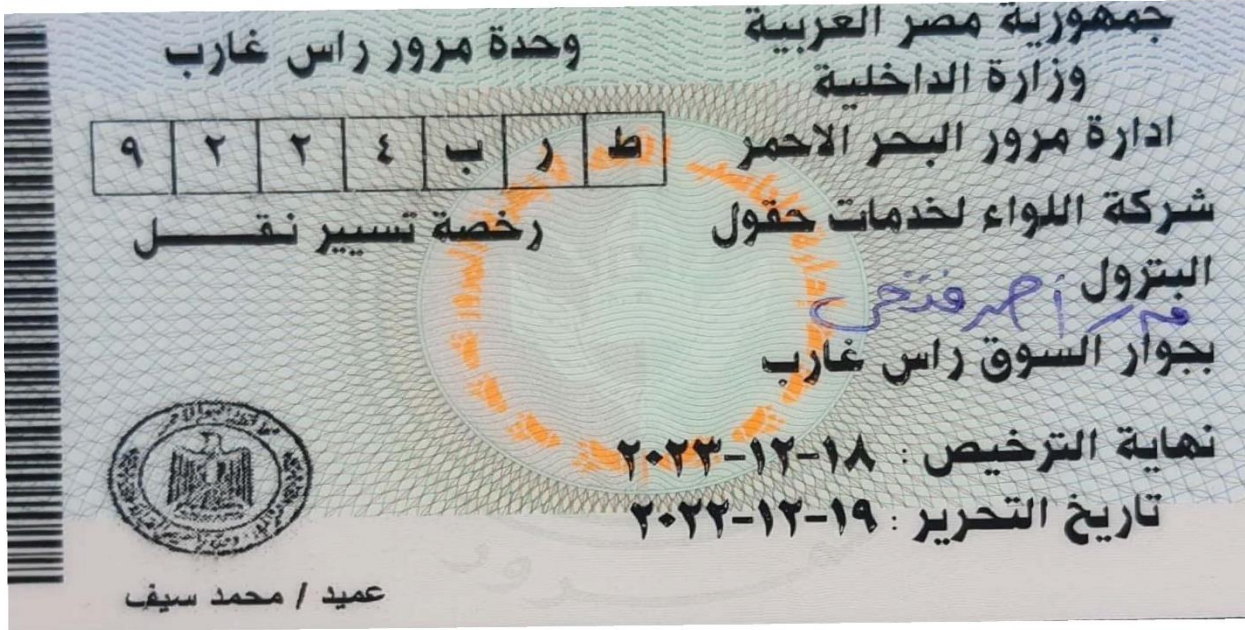 جمهورية مصر العربية
وزارة الداخلية
ادارة مرور البحر الاحمر
شركة اللواء لخدمات حقول
البترول
أحمد فتحى
بجوار السوق راس غارب
نهاية الترخيص : ١٨-١٢-٢٠٢٣
تاريخ التحرير : ١٩-١٢-٢٠٢٢
وحدة مرور راس غارب
ط ر ب ٤ ٢ ٢ ٩
رخصة تسيير نقـــــل
عميد / محمد سيف